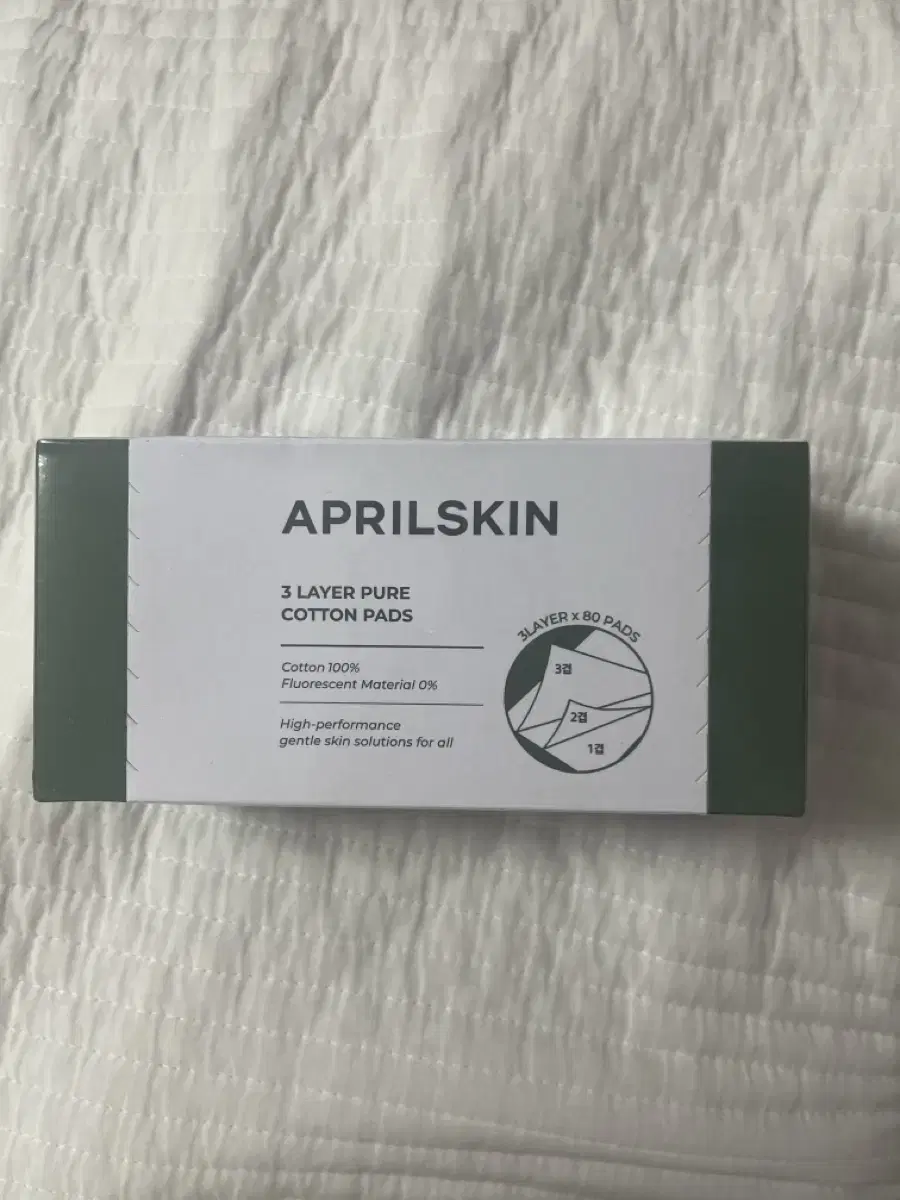 APRILSKIN
3 LAYER PURE
COTTON PADS
Cotton 100%
Fluorescent Material 0%
High-performance
gentle skin solutions for all
3LAYER x 80 PADS
3겹
2겹
1겹